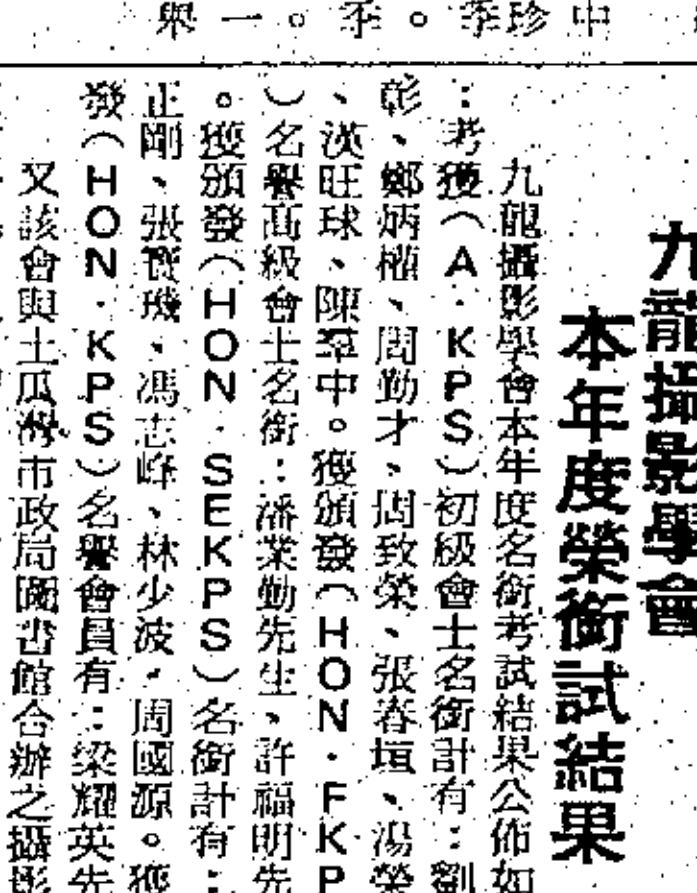 九龍攝影學會
本年度榮銜試結果
九龍攝影學會本年度名銜考試結果公佈如
：考獲（A．KPS）初級會士名銜計有：劉
彰、鄭炳權、周勤才、周致榮、張春垣、湯榮
、漢旺球、陳羣中。獲頒發（HON．FKP
）名譽高級會士名銜：潘業勤先生、許福明先
。獲頒發（HON．SEKPS）名銜計有：
正剛、張寶璣、馮志峰、林少波，周國源。獲
發（HON．KPS）名譽會員有：梁耀英先
又該會與土瓜灣市政局圖書館合辦之攝影